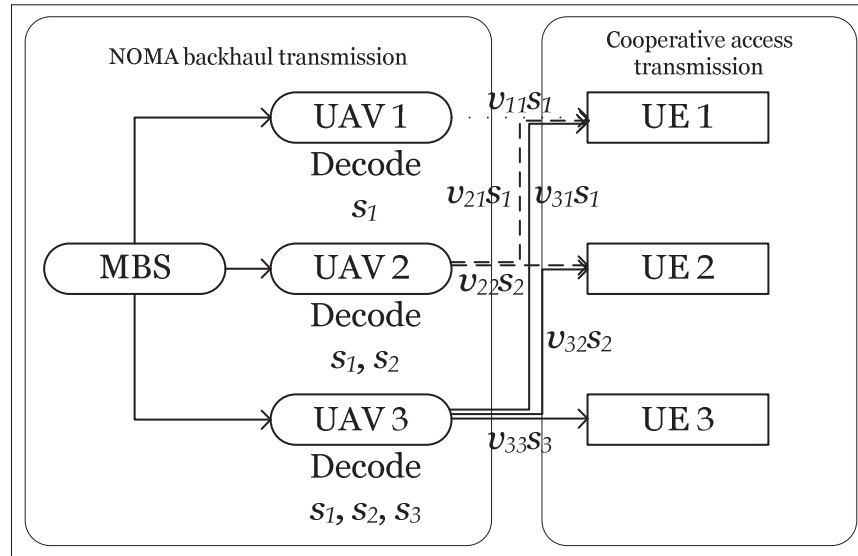 NOMA backhaul transmission
Cooperative access
transmission
UAV 1
v11s1
UE 1
Decode
s1
v21s1
v31s1
MBS
UAV 2
v22s2
UE 2
Decode
s1, s2
v32s2
UAV 3
v33s3
UE 3
Decode
s1, s2, s3